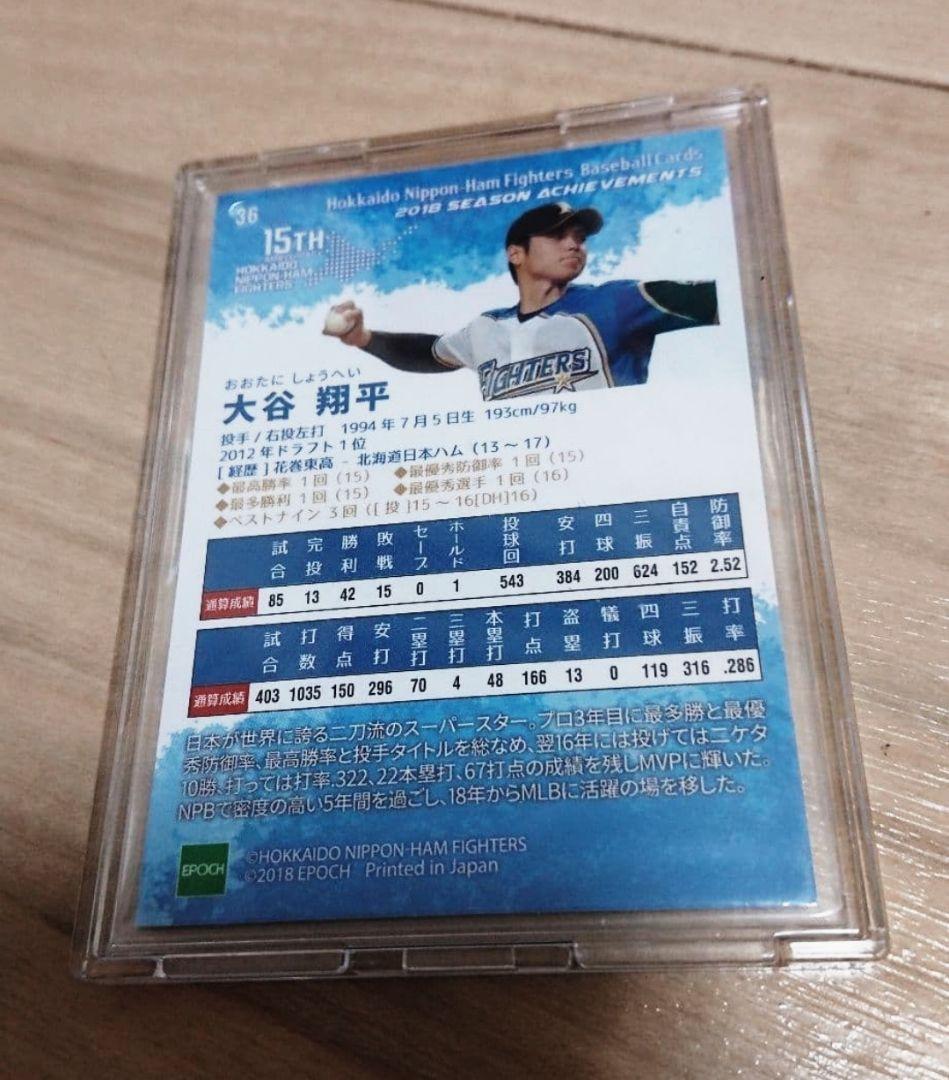 36
Hokkaido Nippon-Ham Fighters Baseball Cards
2018 SEASON ACHIEVEMENTS
15TH
HOKKAIDO
NIPPON-HAM
FIGHTERS
FIGHTERS
おおたに しょうへい
大谷 翔平
投手/右投左打 1994年7月5日生 193cm/97kg
2012年ドラフト1位
[経歴]花巻東高 - 北海道日本ハム(13〜17)
◆最高勝率 1回(15) ◆最優秀防御率 1回(15)
◆最多勝利 1回(15) ◆最優秀選手 1回(16)
◆ベストナイン 3回([投]15〜16[DH]16)
試合 完投 勝利 敗戦 セーブ ホールド 投球回 安打 四球 三振 自責点 防御率
通算成績 85 13 42 15 0 1 543 384 200 624 152 2.52
試合 打数 得点 安打 二塁打 三塁打 本塁打 打点 盗塁 犠打 四球 三振 打率
通算成績 403 1035 150 296 70 4 48 166 13 0 119 316 .286
日本が世界に誇る二刀流のスーパースター。プロ3年目に最多勝と最優
秀防御率、最高勝率と投手タイトルを総なめ、翌16年には投げては二ケタ
10勝、打っては打率.322、22本塁打、67打点の成績を残しMVPに輝いた。
NPBで密度の高い5年間を過ごし、18年からMLBに活躍の場を移した。
EPOCH
©HOKKAIDO NIPPON-HAM FIGHTERS
©2018 EPOCH Printed in Japan